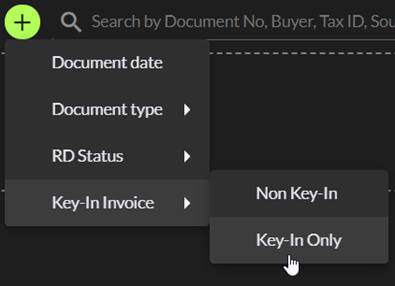 Search by Document No, Buyer, Tax ID, Sou
Document date
Document type
RD Status
Key-In Invoice
Non Key-In
Key-In Only